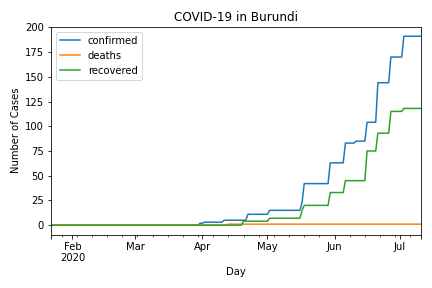 COVID-19 in Burundi
confirmed
deaths
recovered
Number of Cases
200
175
150
125
100
75
50
25
0
Feb Mar Apr May Jun Jul
2020
Day